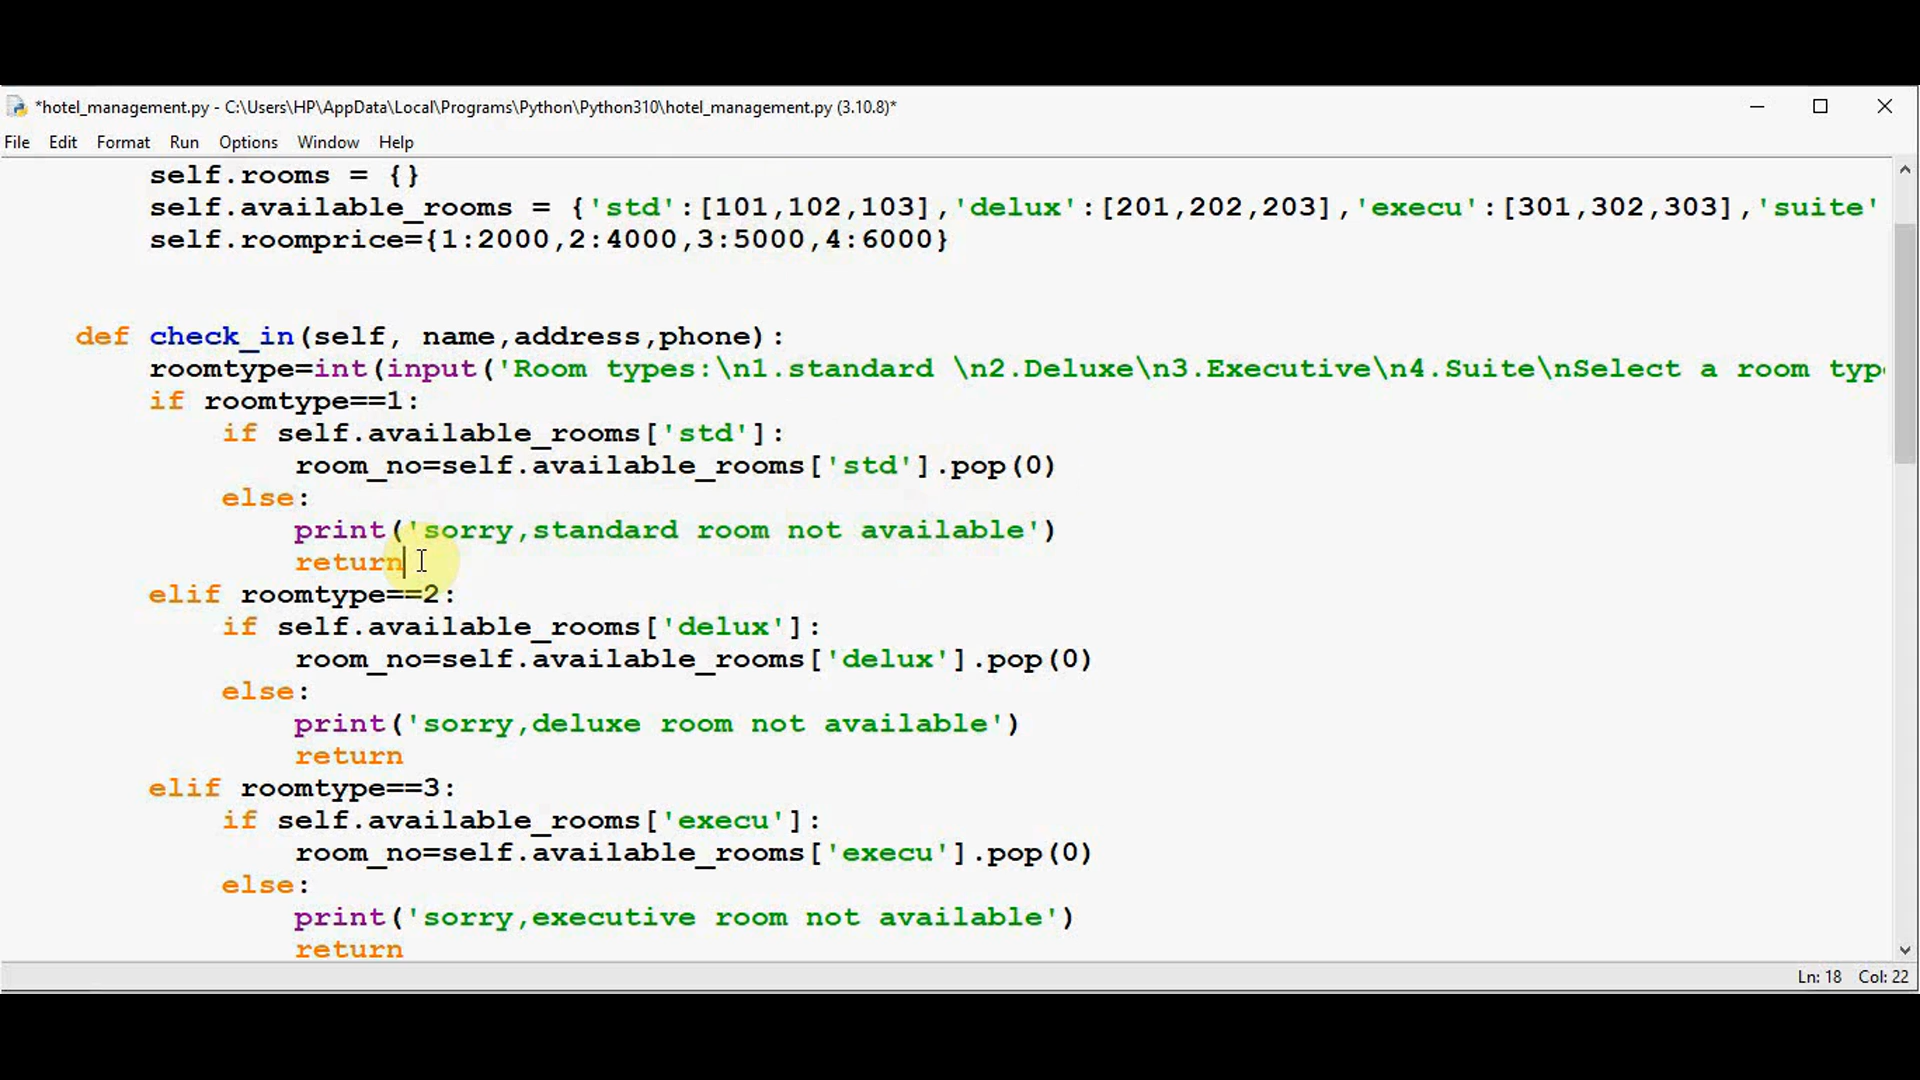 *hotel_management.py - C:\Users\HP\AppData\Local\Programs\Python\Python310\hotel_management.py (3.10.8)*
File Edit Format Run Options Window Help
self.rooms = {}
self.available_rooms = {'std':[101,102,103],'delux':[201,202,203],'execu':[301,302,303],'suite'
self.roomprice={1:2000,2:4000,3:5000,4:6000}
def check_in(self, name,address,phone):
roomtype=int(input('Room types:\n1.standard \n2.Deluxe\n3.Executive\n4.Suite\nSelect a room typ
if roomtype==1:
if self.available_rooms['std']:
room_no=self.available_rooms['std'].pop(0)
else:
print('sorry,standard room not available')
return
elif roomtype==2:
if self.available_rooms['delux']:
room_no=self.available_rooms['delux'].pop(0)
else:
print('sorry,deluxe room not available')
return
elif roomtype==3:
if self.available_rooms['execu']:
room_no=self.available_rooms['execu'].pop(0)
else:
print('sorry,executive room not available')
return
Ln: 18 Col: 22